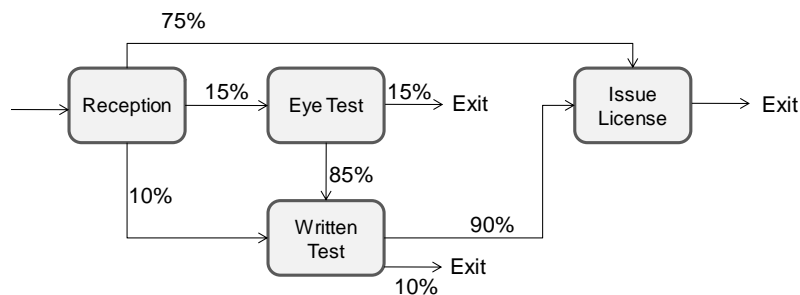 75%
Reception
15%
Eye Test
15%
Exit
Issue
License
Exit
10%
85%
Written
Test
90%
Exit
10%